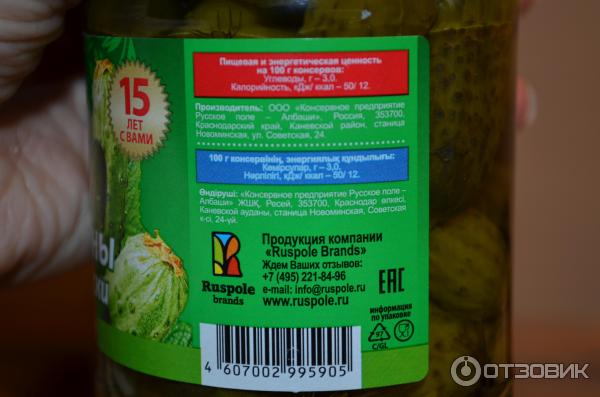 15
ЛЕТ
С ВАМИ
Пищевая и энергетическая ценность
на 100 г консервов:
Углеводы, г – 3,0.
Калорийность, кДж/ ккал – 50/ 12.
Производитель: ООО «Консервное предприятие
Русское поле – Албаши», Россия, 353700,
Краснодарский край, Каневской район, станица
Новоминская, ул. Советская, 24.
100 г консервінің, энергиялық құндылығы:
Көмірсулар, г – 3,0.
Нәрлілігі, кДж/ ккал – 50/ 12.
Өндіруші: «Консервное предприятие Русское поле –
Албаши» ЖШҚ, Ресей, 353700, Краснодар өлкесі,
Каневской ауданы, станица Новоминская, Советская
к-сі, 24-үй.
Ruspole
brands
Продукция компании
«Ruspole Brands»
Ждем Ваших отзывов:
+7 (495) 221-84-96
e-mail: info@ruspole.ru
www.ruspole.ru
EAC
информация
по упаковке
97
C/GL
4 607002 995905
ОТЗОВИК